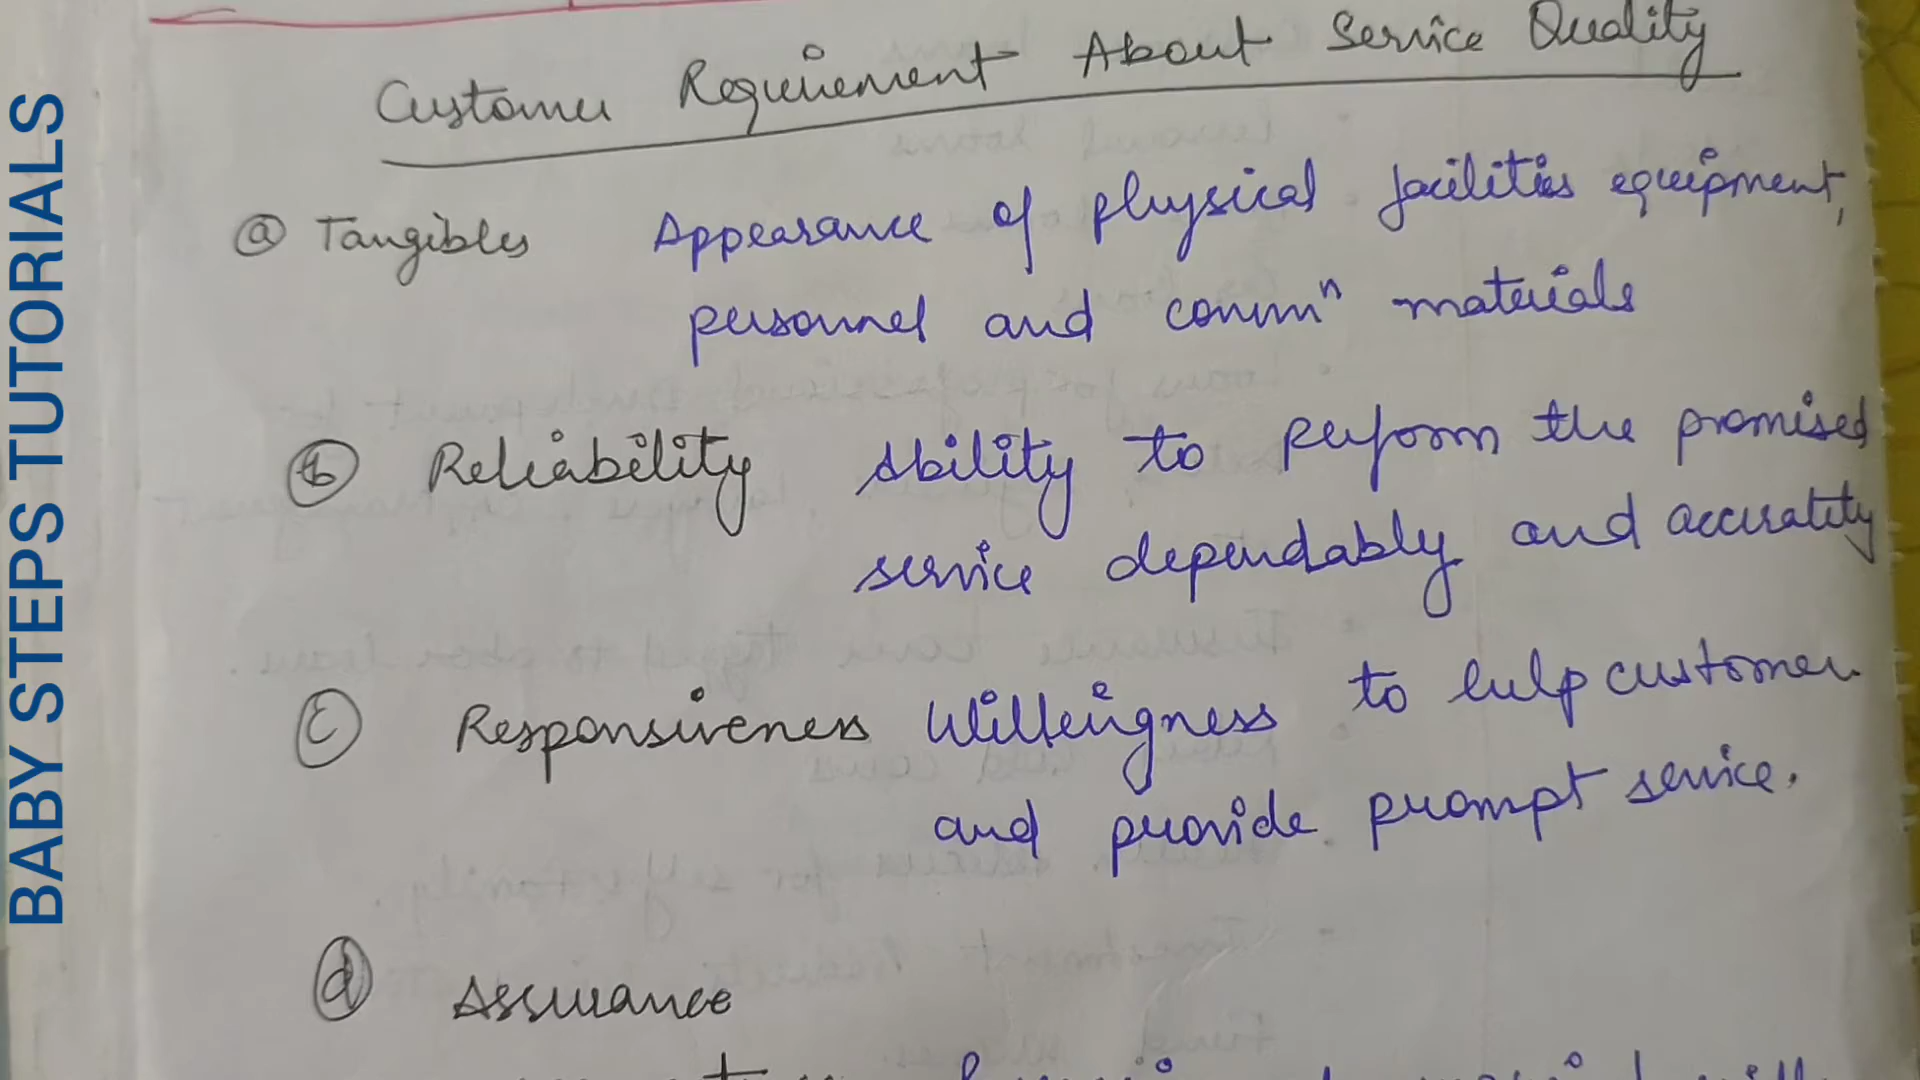 Customer Requirement About Service Quality
ⓐ Tangibles Appearance of physical facilities equipment,
personnel and commⁿ materials
ⓑ Reliability Ability to perform the promised
service dependably and accurately
ⓒ Responsiveness Willingness to help customer
and provide prompt service.
ⓓ Assurance
BABY STEPS TUTORIALS